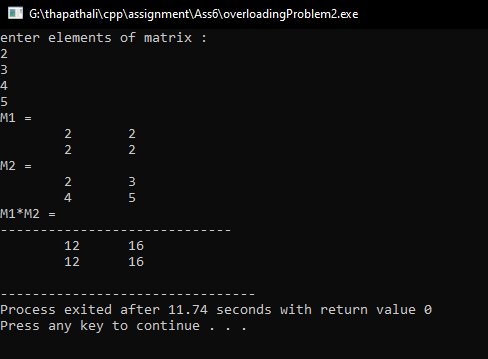 G:\thapathali\cpp\assignment\Ass6\overloadingProblem2.exe
enter elements of matrix :
2
3
4
5
M1 =
2 2
2 2
M2 =
2 3
4 5
M1*M2 =
-----------------------------
12 16
12 16
--------------------------------
Process exited after 11.74 seconds with return value 0
Press any key to continue . . .